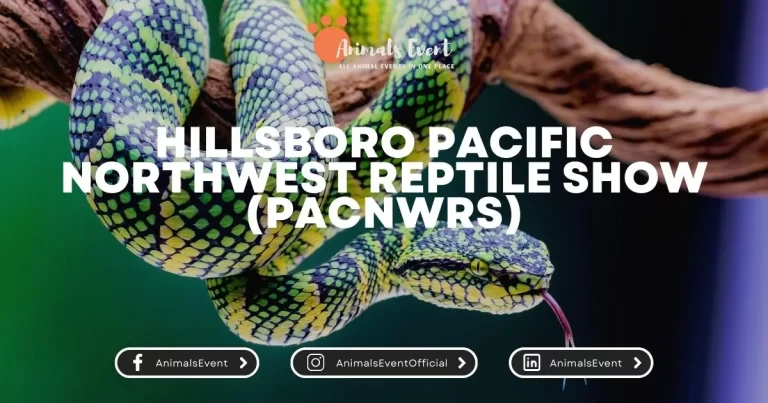 Animals Event
ALL ANIMAL EVENTS IN ONE PLACE
HILLSBORO PACIFIC
NORTHWEST REPTILE SHOW
(PACNWRS)
AnimalsEvent
AnimalsEventOfficial
AnimalsEvent